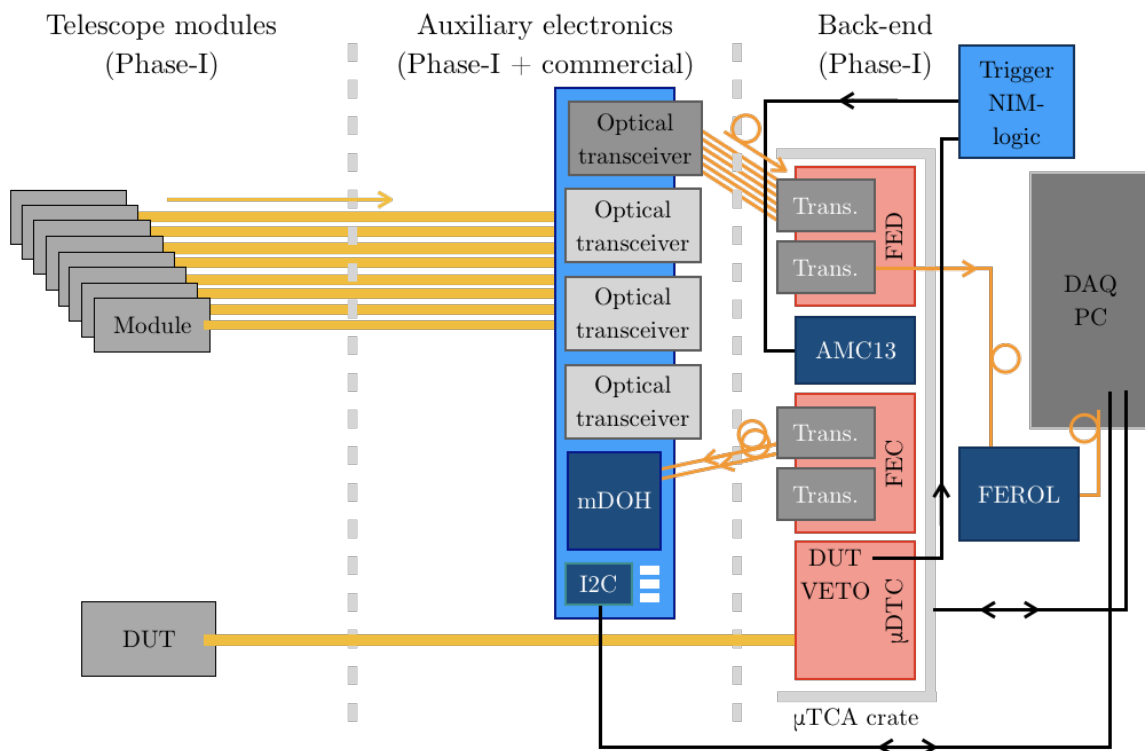 Telescope modules
(Phase-I)
Auxiliary electronics
(Phase-I + commercial)
Back-end
(Phase-I)
Trigger
NIM-
logic
Optical
transceiver
Optical
transceiver
Optical
transceiver
Optical
transceiver
Module
Trans.
Trans.
FED
DAQ
PC
AMC13
Trans.
Trans.
FEC
mDOH
FEROL
I2C
DUT
VETO
µDTC
DUT
µTCA crate